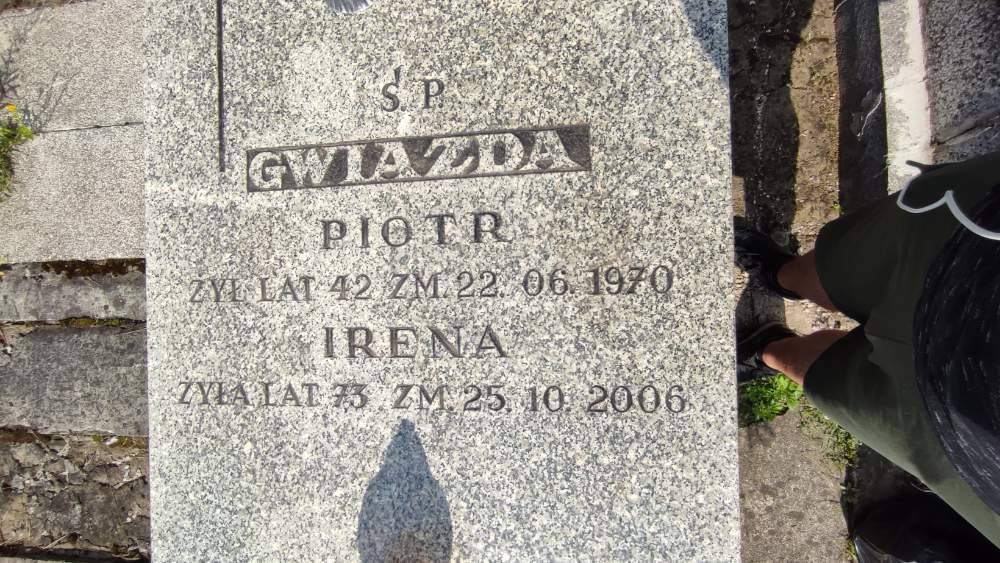 Ś P
GWIAZDA
PIOTR
ŻYŁ LAT 42 ZM. 22. 06. 1970
IRENA
ŻYŁA LAT 73 ZM. 25. 10. 2006